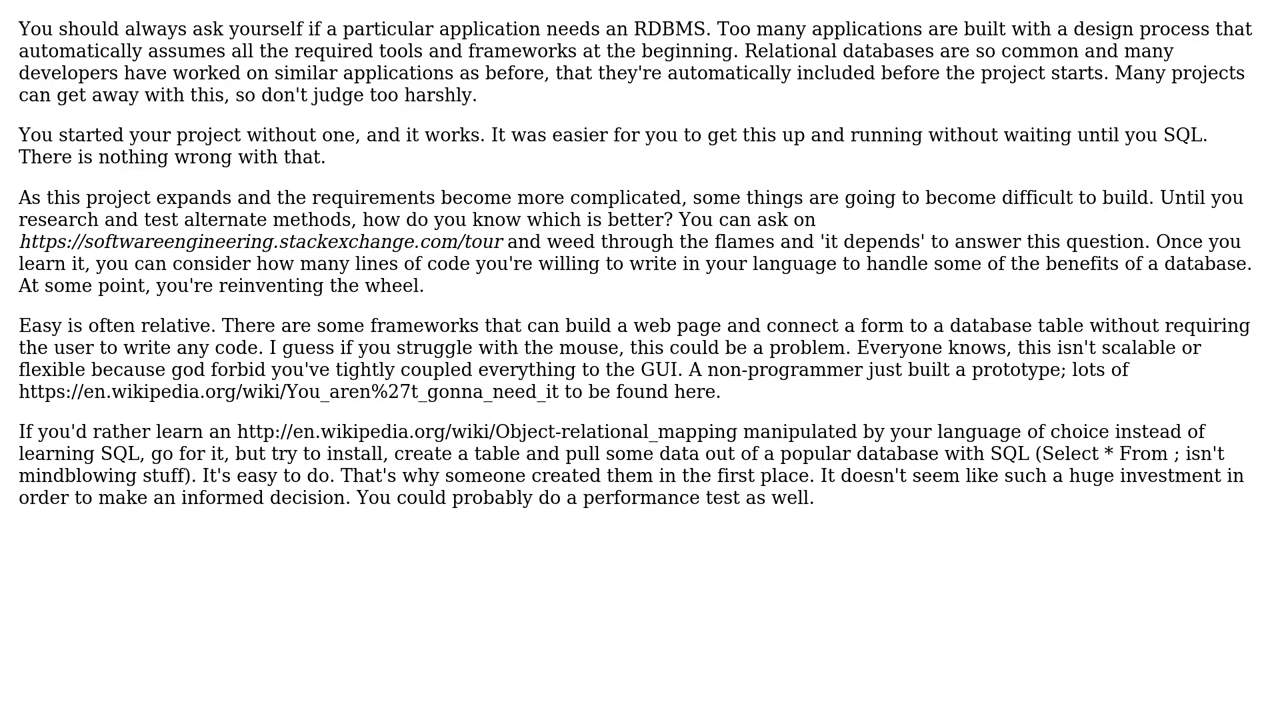 You should always ask yourself if a particular application needs an RDBMS. Too many applications are built with a design process that
automatically assumes all the required tools and frameworks at the beginning. Relational databases are so common and many
developers have worked on similar applications as before, that they're automatically included before the project starts. Many projects
can get away with this, so don't judge too harshly.
You started your project without one, and it works. It was easier for you to get this up and running without waiting until you SQL.
There is nothing wrong with that.
As this project expands and the requirements become more complicated, some things are going to become difficult to build. Until you
research and test alternate methods, how do you know which is better? You can ask on
https://softwareengineering.stackexchange.com/tour and weed through the flames and 'it depends' to answer this question. Once you
learn it, you can consider how many lines of code you're willing to write in your language to handle some of the benefits of a database.
At some point, you're reinventing the wheel.
Easy is often relative. There are some frameworks that can build a web page and connect a form to a database table without requiring
the user to write any code. I guess if you struggle with the mouse, this could be a problem. Everyone knows, this isn't scalable or
flexible because god forbid you've tightly coupled everything to the GUI. A non-programmer just built a prototype; lots of
https://en.wikipedia.org/wiki/You_aren%27t_gonna_need_it to be found here.
If you'd rather learn an http://en.wikipedia.org/wiki/Object-relational_mapping manipulated by your language of choice instead of
learning SQL, go for it, but try to install, create a table and pull some data out of a popular database with SQL (Select * From ; isn't
mindblowing stuff). It's easy to do. That's why someone created them in the first place. It doesn't seem like such a huge investment in
order to make an informed decision. You could probably do a performance test as well.